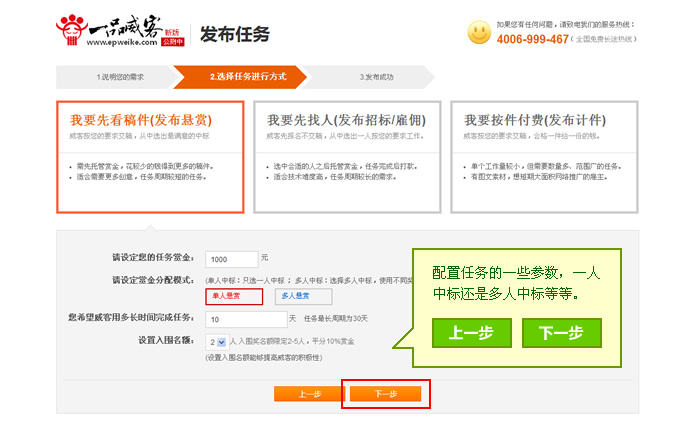 一品威客
新版
公测中
www.epweike.com
发布任务
如果您有任何问题，请致电我们的服务热线：
4006-999-467（全国免费长途热线）
1.说明您的需求
2.选择任务进行方式
3.发布成功
我要先看稿件(发布悬赏)
威客按您的要求交稿，从中选出最满意的中标
• 需先托管赏金，花较少的钱得到更多的稿件。
• 适合需要更多创意，任务周期较短的任务。
我要先找人(发布招标/雇佣)
威客先报名不交稿，从中选出一人按您的要求工作。
• 选中合适的人之后托管赏金，任务完成后打款。
• 适合技术难度高，任务周期较长的需求。
我要按件付费(发布计件)
威客按您的要求交稿，合格一件给一份的钱。
• 单个工作量较小，但需要数量多、范围广的任务。
• 有图文素材，想短期大面积网络推广的雇主。
请设定您的任务赏金： 1000 元
请设定赏金分配模式： (单人中标：只选一人中标； 多人中标：选择多人中标，使用不同奖
单人悬赏 多人悬赏
您希望威客用多长时间完成任务： 10 天 任务最长周期为30天
设置入围名额： 2 人 入围奖名额限定2-5人，平分10%赏金
(设置入围名额能够提高威客的积极性)
上一步 下一步
配置任务的一些参数，一人
中标还是多人中标等等。
上一步 下一步